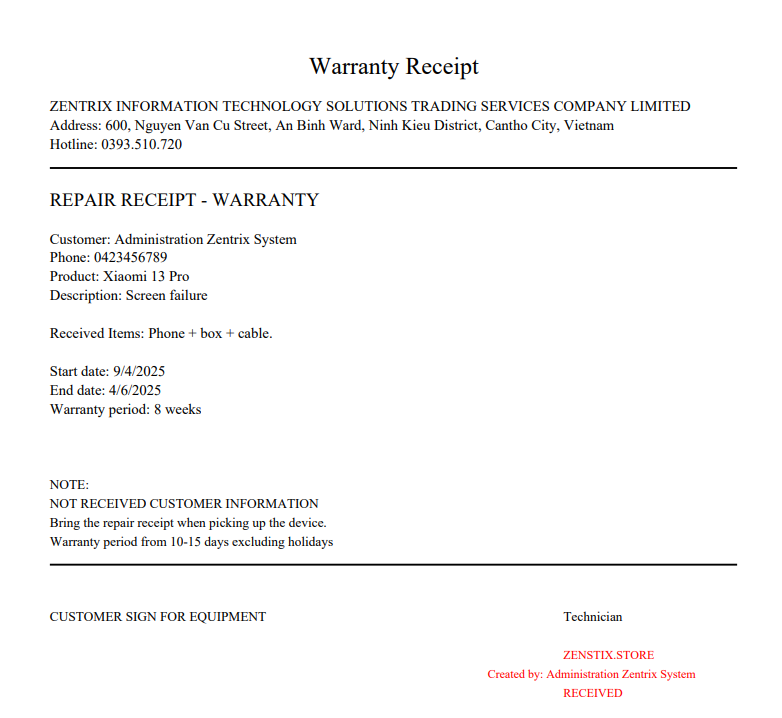 Warranty Receipt
ZENTRIX INFORMATION TECHNOLOGY SOLUTIONS TRADING SERVICES COMPANY LIMITED
Address: 600, Nguyen Van Cu Street, An Binh Ward, Ninh Kieu District, Cantho City, Vietnam
Hotline: 0393.510.720
REPAIR RECEIPT - WARRANTY
Customer: Administration Zentrix System
Phone: 0423456789
Product: Xiaomi 13 Pro
Description: Screen failure
Received Items: Phone + box + cable.
Start date: 9/4/2025
End date: 4/6/2025
Warranty period: 8 weeks
NOTE:
NOT RECEIVED CUSTOMER INFORMATION
Bring the repair receipt when picking up the device.
Warranty period from 10-15 days excluding holidays
CUSTOMER SIGN FOR EQUIPMENT
Technician
ZENSTIX.STORE
Created by: Administration Zentrix System
RECEIVED